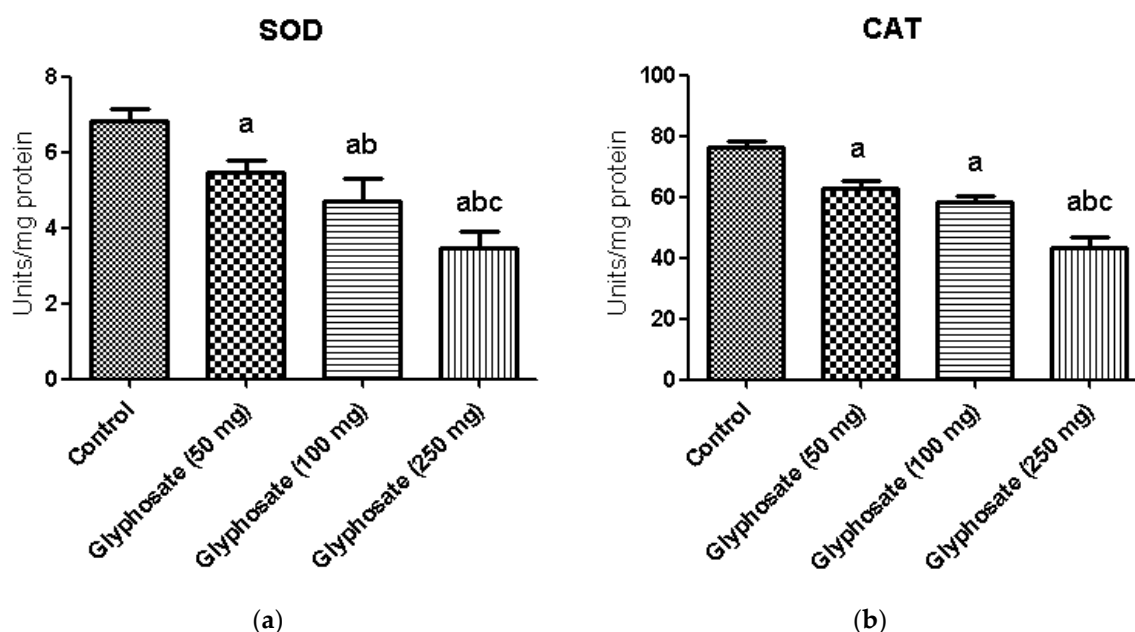 SOD
Units/mg protein
8
6
4
2
0
a
ab
abc
Control
Glyphosate (50 mg)
Glyphosate (100 mg)
Glyphosate (250 mg)
(a)
CAT
Units/mg protein
100
80
60
40
20
0
a
a
abc
Control
Glyphosate (50 mg)
Glyphosate (100 mg)
Glyphosate (250 mg)
(b)